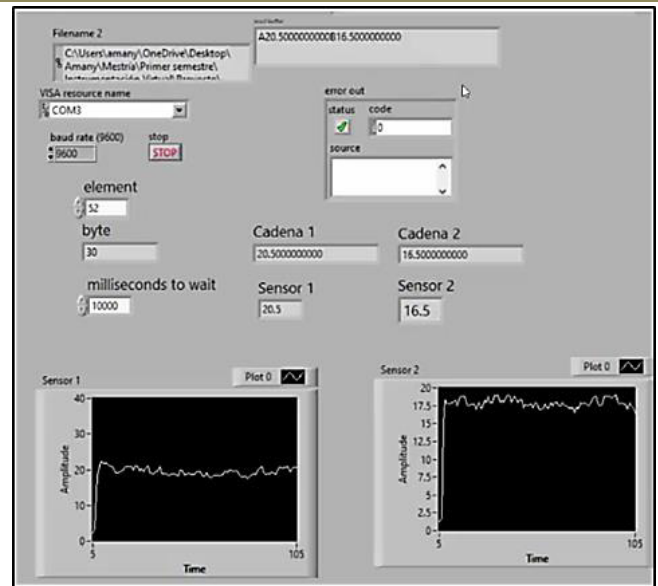 Filename 2
C:\Users\amany\OneDrive\Desktop\
Amany\Mestria\Primer semestre\
read buffer
A20.5000000000B16.5000000000
VISA resource name
COM3
baud rate (9600)
9600
stop
STOP
error out
status
code
0
source
element
52
byte
30
milliseconds to wait
10000
Cadena 1
20.5000000000
Cadena 2
16.5000000000
Sensor 1
20.5
Sensor 2
16.5
Sensor 1
Plot 0
Amplitude
40
30
20
10
0
5
105
Time
Sensor 2
Plot 0
Amplitude
20
17.5
15
12.5
10
7.5
5
2.5
0
5
105
Time